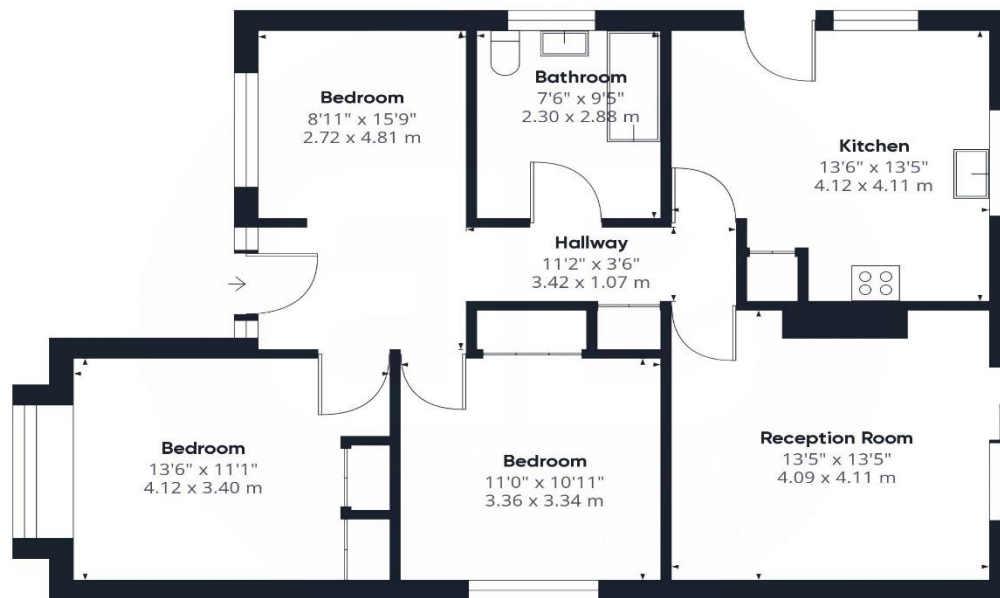 Bedroom
8'11" x 15'9"
2.72 x 4.81 m
Bathroom
7'6" x 9'5"
2.30 x 2.88 m
Kitchen
13'6" x 13'5"
4.12 x 4.11 m
Hallway
11'2" x 3'6"
3.42 x 1.07 m
Bedroom
13'6" x 11'1"
4.12 x 3.40 m
Bedroom
11'0" x 10'11"
3.36 x 3.34 m
Reception Room
13'5" x 13'5"
4.09 x 4.11 m